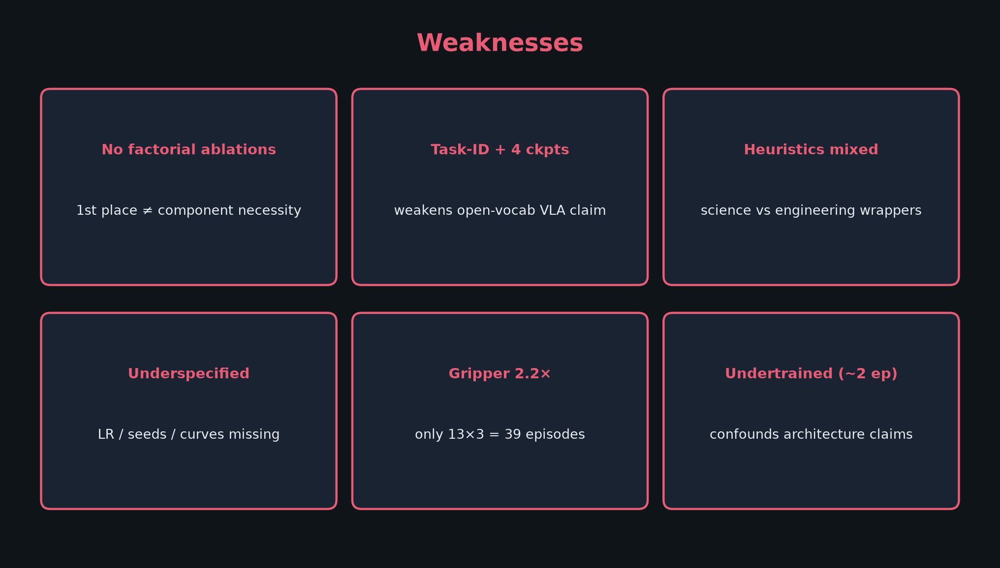 Weaknesses
No factorial ablations
1st place ≠ component necessity
Task-ID + 4 ckpts
weakens open-vocab VLA claim
Heuristics mixed
science vs engineering wrappers
Underspecified
LR / seeds / curves missing
Gripper 2.2×
only 13×3 = 39 episodes
Undertrained (~2 ep)
confounds architecture claims